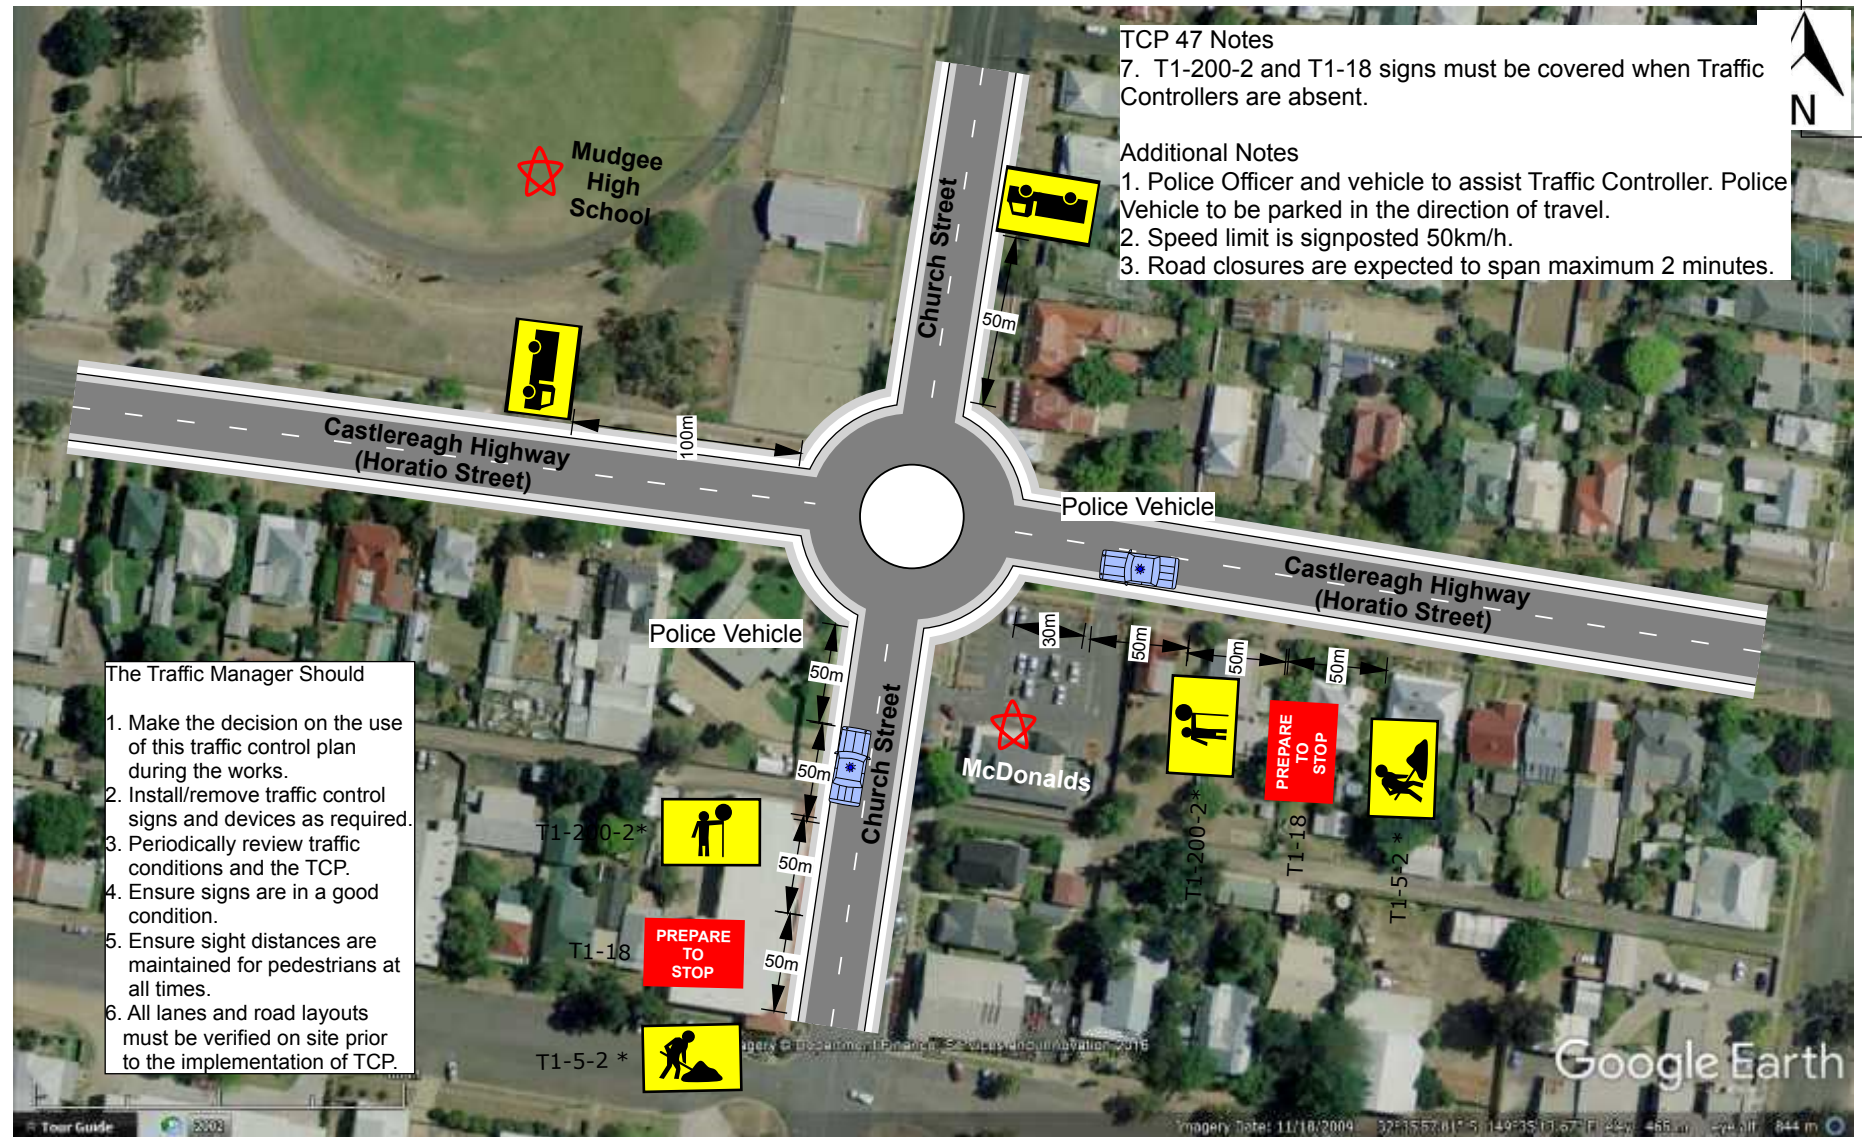 TCP 47 Notes
7. T1-200-2 and T1-18 signs must be covered when Traffic
Controllers are absent.
Additional Notes
1. Police Officer and vehicle to assist Traffic Controller. Police
Vehicle to be parked in the direction of travel.
2. Speed limit is signposted 50km/h.
3. Road closures are expected to span maximum 2 minutes.
N
Mudgee
High
School
Church Street
50m
Castlereagh Highway
(Horatio Street)
100m
Police Vehicle
Castlereagh Highway
(Horatio Street)
Police Vehicle
30m
50m
50m
50m
50m
50m
50m
50m
Church Street
McDonalds
PREPARE
TO
STOP
T1-200-2*
T1-18
T1-5-2 *
T1-200-2*
T1-18
PREPARE
TO
STOP
T1-5-2 *
The Traffic Manager Should
1. Make the decision on the use
of this traffic control plan
during the works.
2. Install/remove traffic control
signs and devices as required.
3. Periodically review traffic
conditions and the TCP.
4. Ensure signs are in a good
condition.
5. Ensure sight distances are
maintained for pedestrians at
all times.
6. All lanes and road layouts
must be verified on site prior
to the implementation of TCP.
Google Earth
Tour Guide
2002
Imagery Date: 11/18/2009
844 m